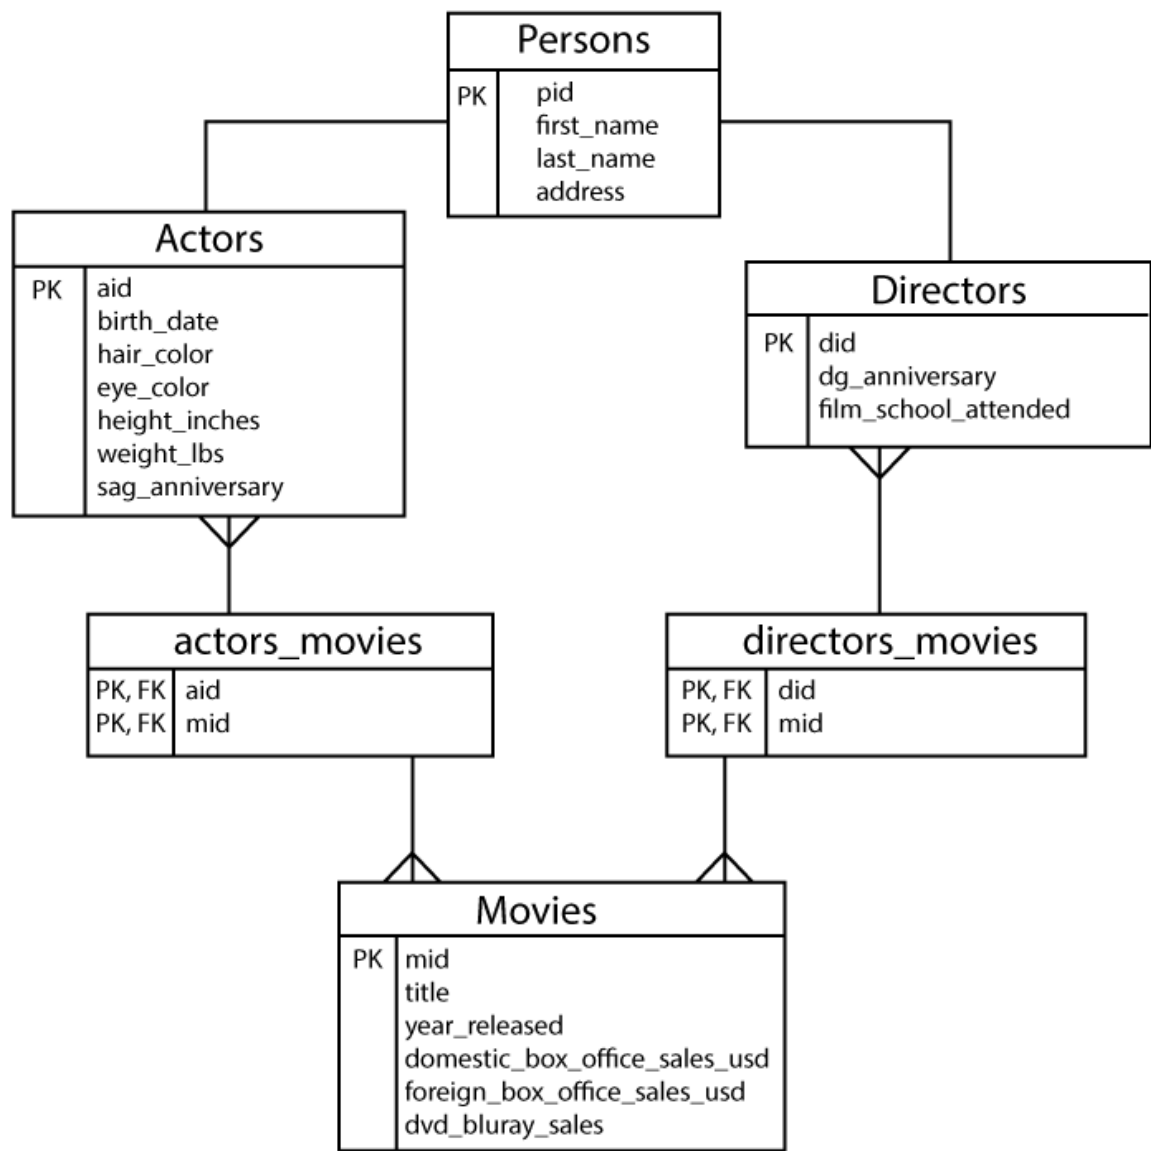 Persons
PK pid
first_name
last_name
address
Actors
PK aid
birth_date
hair_color
eye_color
height_inches
weight_lbs
sag_anniversary
Directors
PK did
dg_anniversary
film_school_attended
actors_movies
PK, FK aid
PK, FK mid
directors_movies
PK, FK did
PK, FK mid
Movies
PK mid
title
year_released
domestic_box_office_sales_usd
foreign_box_office_sales_usd
dvd_bluray_sales